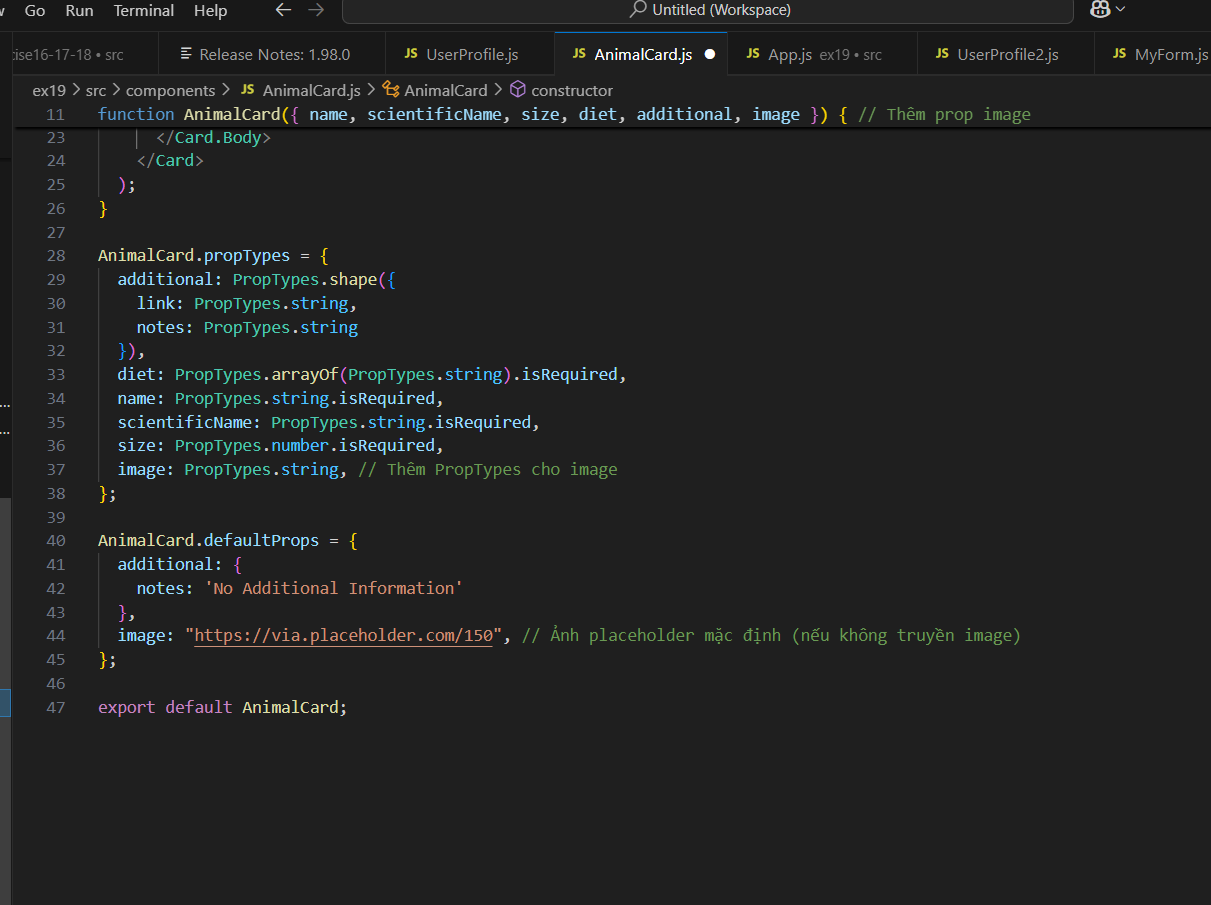 Go Run Terminal Help Untitled (Workspace)
cise16-17-18 • src Release Notes: 1.98.0 JS UserProfile.js JS AnimalCard.js JS App.js ex19 • src JS UserProfile2.js JS MyForm.js
ex19 > src > components > JS AnimalCard.js > AnimalCard > constructor
11 function AnimalCard({ name, scientificName, size, diet, additional, image }) { // Thêm prop image
23 </Card.Body>
24 </Card>
25 );
26 }
27
28 AnimalCard.propTypes = {
29 additional: PropTypes.shape({
30 link: PropTypes.string,
31 notes: PropTypes.string
32 }),
33 diet: PropTypes.arrayOf(PropTypes.string).isRequired,
34 name: PropTypes.string.isRequired,
35 scientificName: PropTypes.string.isRequired,
36 size: PropTypes.number.isRequired,
37 image: PropTypes.string, // Thêm PropTypes cho image
38 };
39
40 AnimalCard.defaultProps = {
41 additional: {
42 notes: 'No Additional Information'
43 },
44 image: "https://via.placeholder.com/150", // Ảnh placeholder mặc định (nếu không truyền image)
45 };
46
47 export default AnimalCard;